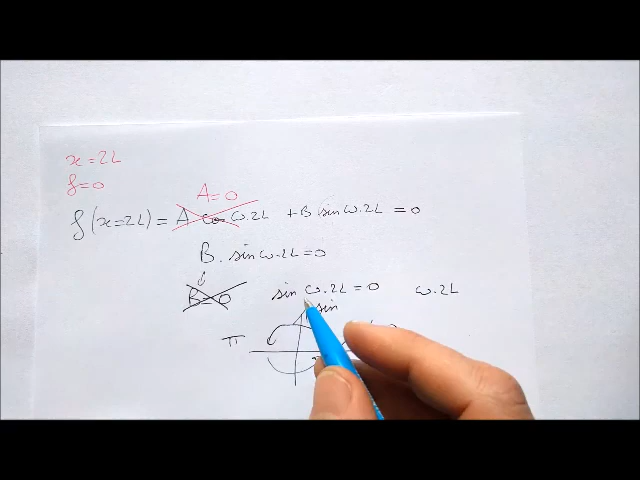 x = 2L
f = 0
A = 0
f(x=2L) = A cos ω.2L + B sin ω.2L = 0
B. sin ω.2L = 0
B = 0 sin ω.2L = 0 ω.2L
sin
π